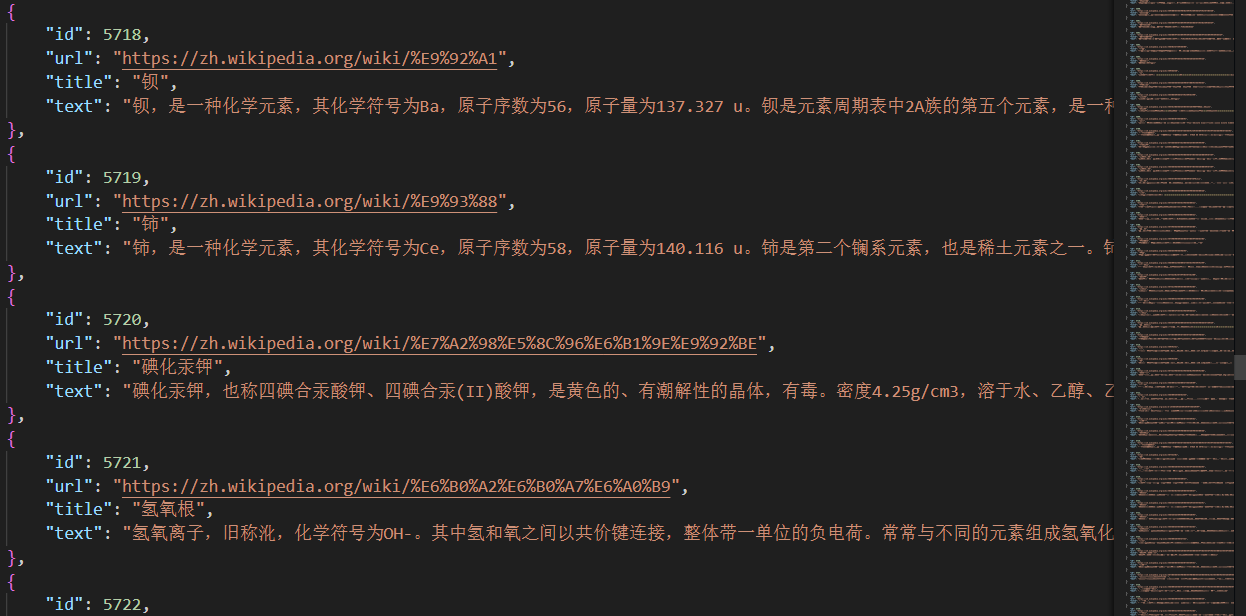 {
"id": 5718,
"url": "https://zh.wikipedia.org/wiki/%E9%92%A1",
"title": "钡",
"text": "钡，是一种化学元素，其化学符号为Ba，原子序数为56，原子量为137.327 u。钡是元素周期表中2A族的第五个元素，是一种
},
{
"id": 5719,
"url": "https://zh.wikipedia.org/wiki/%E9%93%88",
"title": "铈",
"text": "铈，是一种化学元素，其化学符号为Ce，原子序数为58，原子量为140.116 u。铈是第二个镧系元素，也是稀土元素之一。铈
},
{
"id": 5720,
"url": "https://zh.wikipedia.org/wiki/%E7%A2%98%E5%8C%96%E6%B1%9E%E9%92%BE",
"title": "碘化汞钾",
"text": "碘化汞钾，也称四碘合汞酸钾、四碘合汞(II)酸钾，是黄色的、有潮解性的晶体，有毒。密度4.25g/cm3，溶于水、乙醇、乙
},
{
"id": 5721,
"url": "https://zh.wikipedia.org/wiki/%E6%B0%A2%E6%B0%A7%E6%A0%B9",
"title": "氢氧根",
"text": "氢氧离子，旧称沎，化学符号为OH-。其中氢和氧之间以共价键连接，整体带一单位的负电荷。常常与不同的元素组成氢氧化
},
{
"id": 5722,